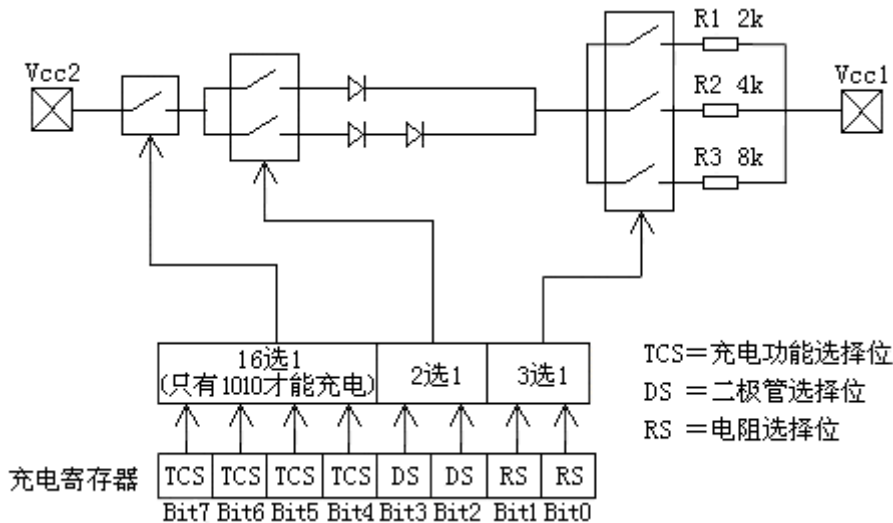 R1 2k
Vcc2
Vcc1
R2 4k
R3 8k
16选1
(只有1010才能充电)
2选1
3选1
TCS=充电功能选择位
DS =二极管选择位
RS =电阻选择位
充电寄存器
TCS TCS TCS TCS DS DS RS RS
Bit7 Bit6 Bit5 Bit4 Bit3 Bit2 Bit1 Bit0